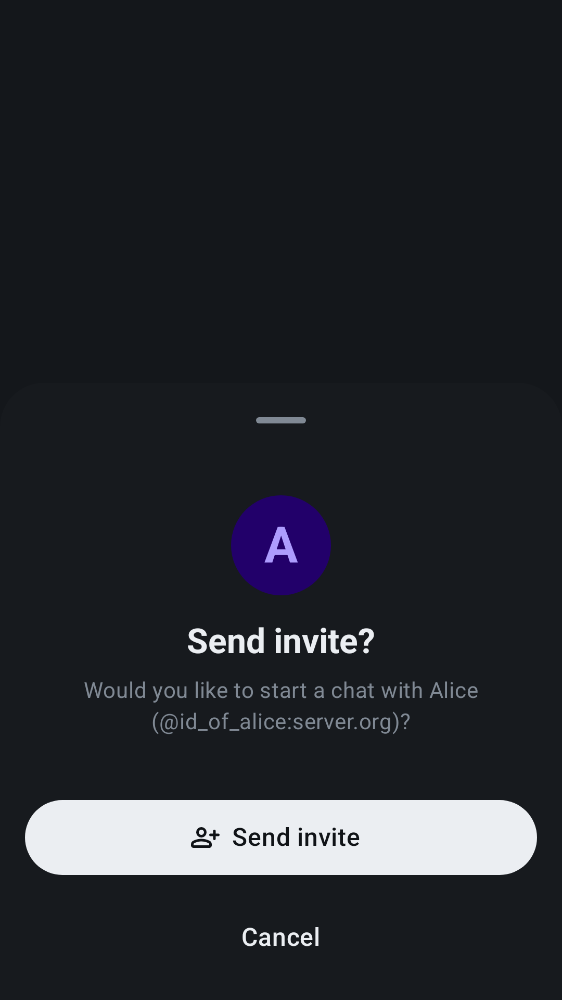 A
Send invite?
Would you like to start a chat with Alice
(@id_of_alice:server.org)?
Send invite
Cancel